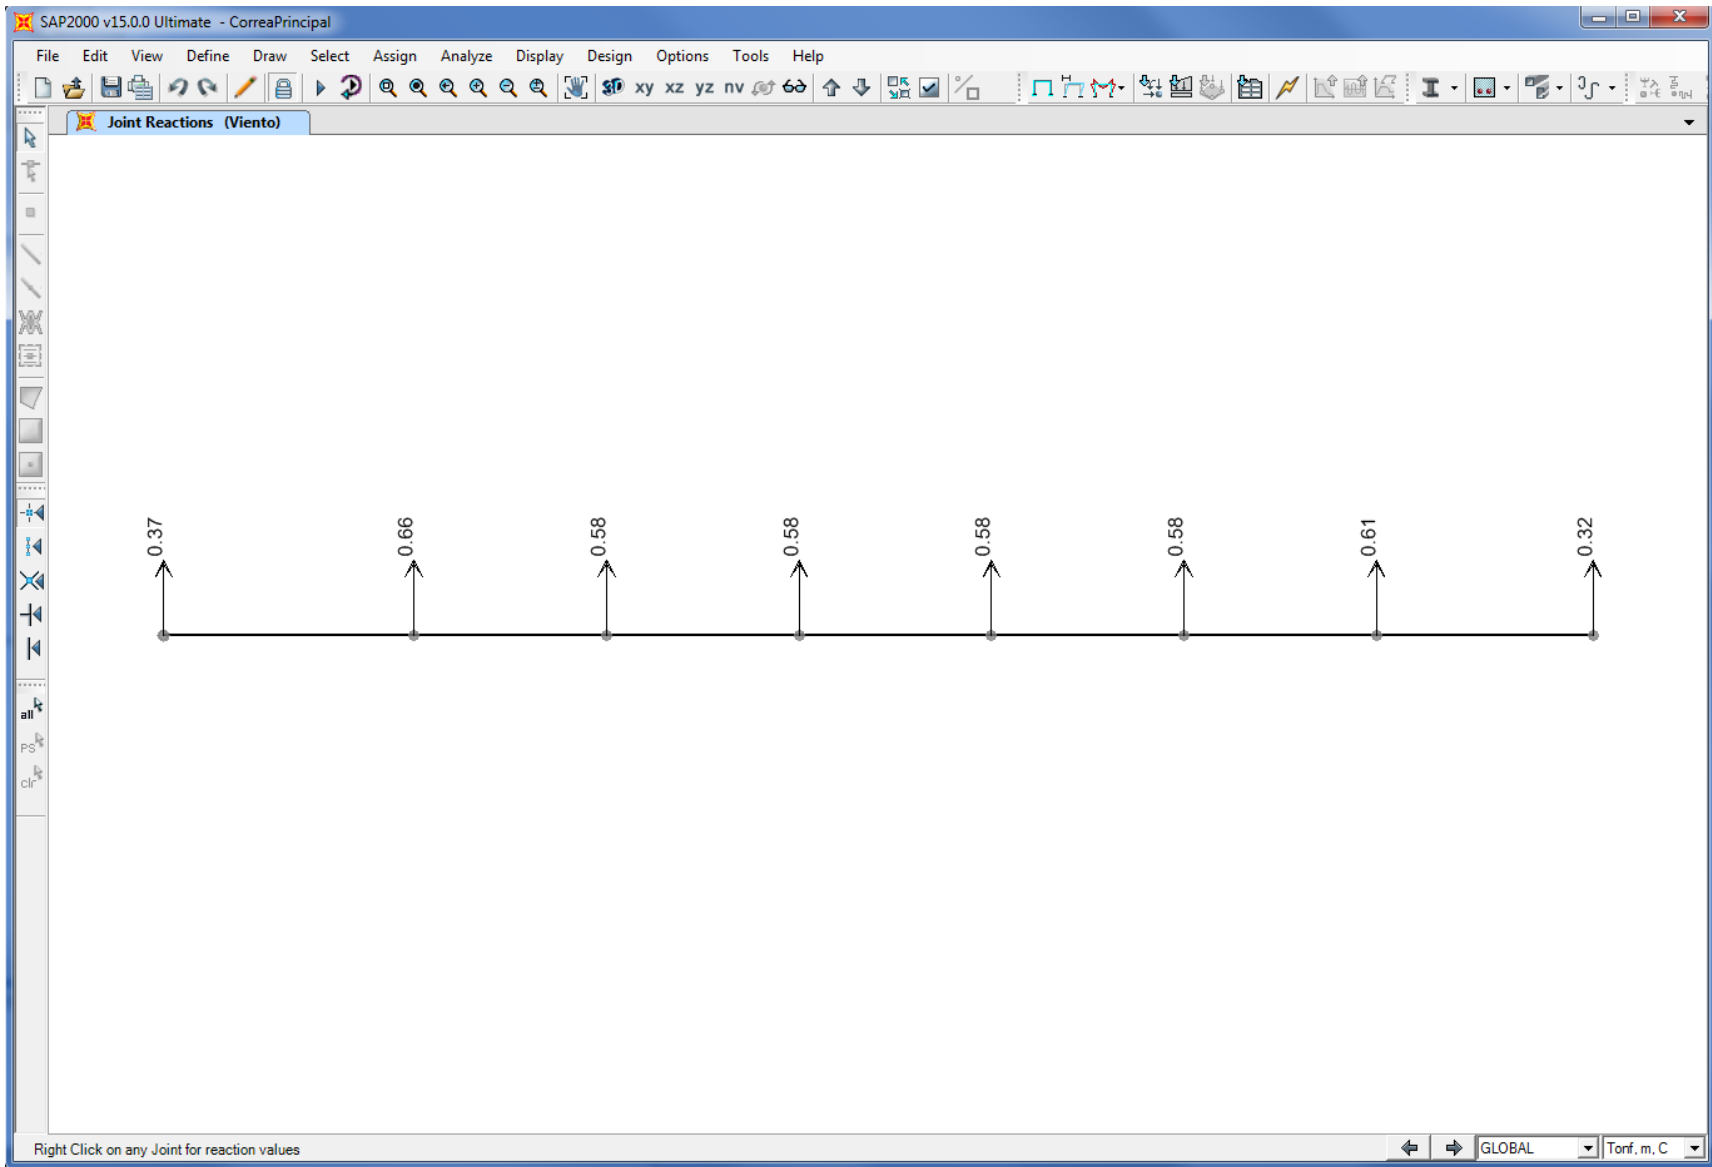 SAP2000 v15.0.0 Ultimate - CorreaPrincipal
File Edit View Define Draw Select Assign Analyze Display Design Options Tools Help
3D xy xz yz nv
Joint Reactions (Viento)
0.37 0.66 0.58 0.58 0.58 0.58 0.61 0.32
all
PS
clr
Right Click on any Joint for reaction values
GLOBAL
Tonf, m, C